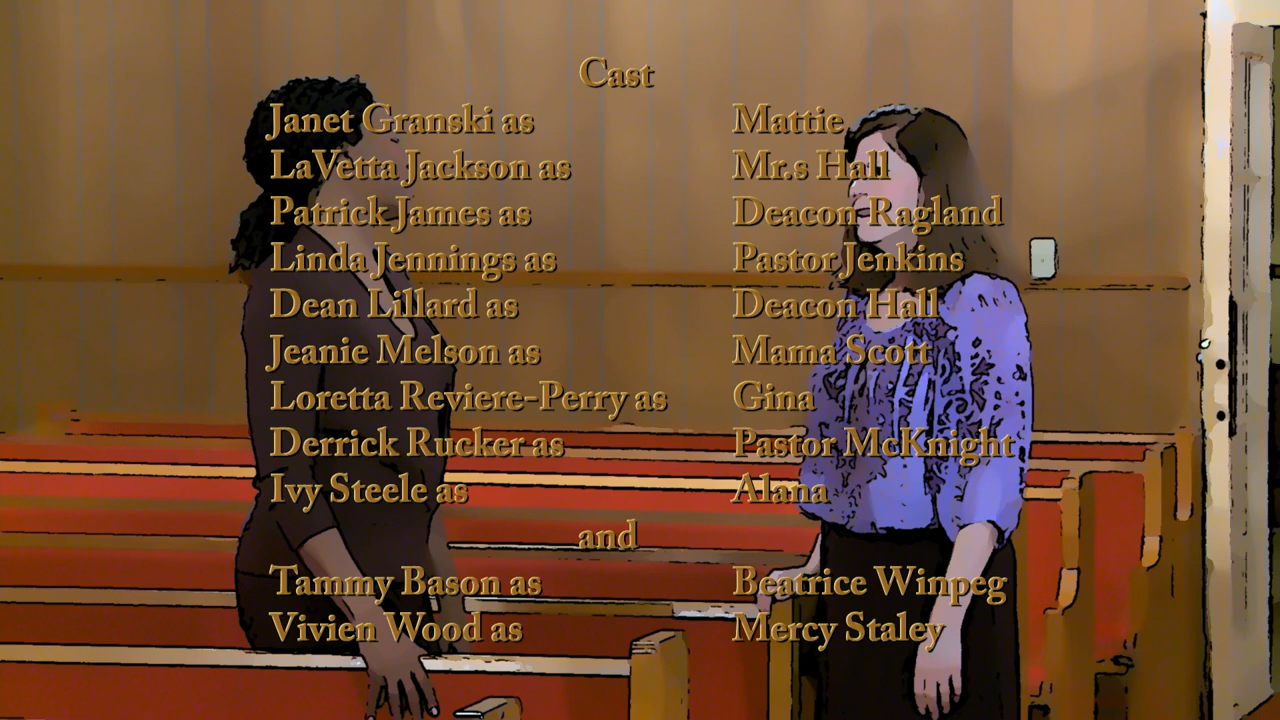 Cast
Janet Granski as Mattie
LaVetta Jackson as Mr.s Hall
Patrick James as Deacon Ragland
Linda Jennings as Pastor Jenkins
Dean Lillard as Deacon Hall
Jeanie Melson as Mama Scott
Loretta Reviere-Perry as Gina
Derrick Rucker as Pastor McKnight
Ivy Steele as Alana
and
Tammy Bason as Beatrice Winpeg
Vivien Wood as Mercy Staley